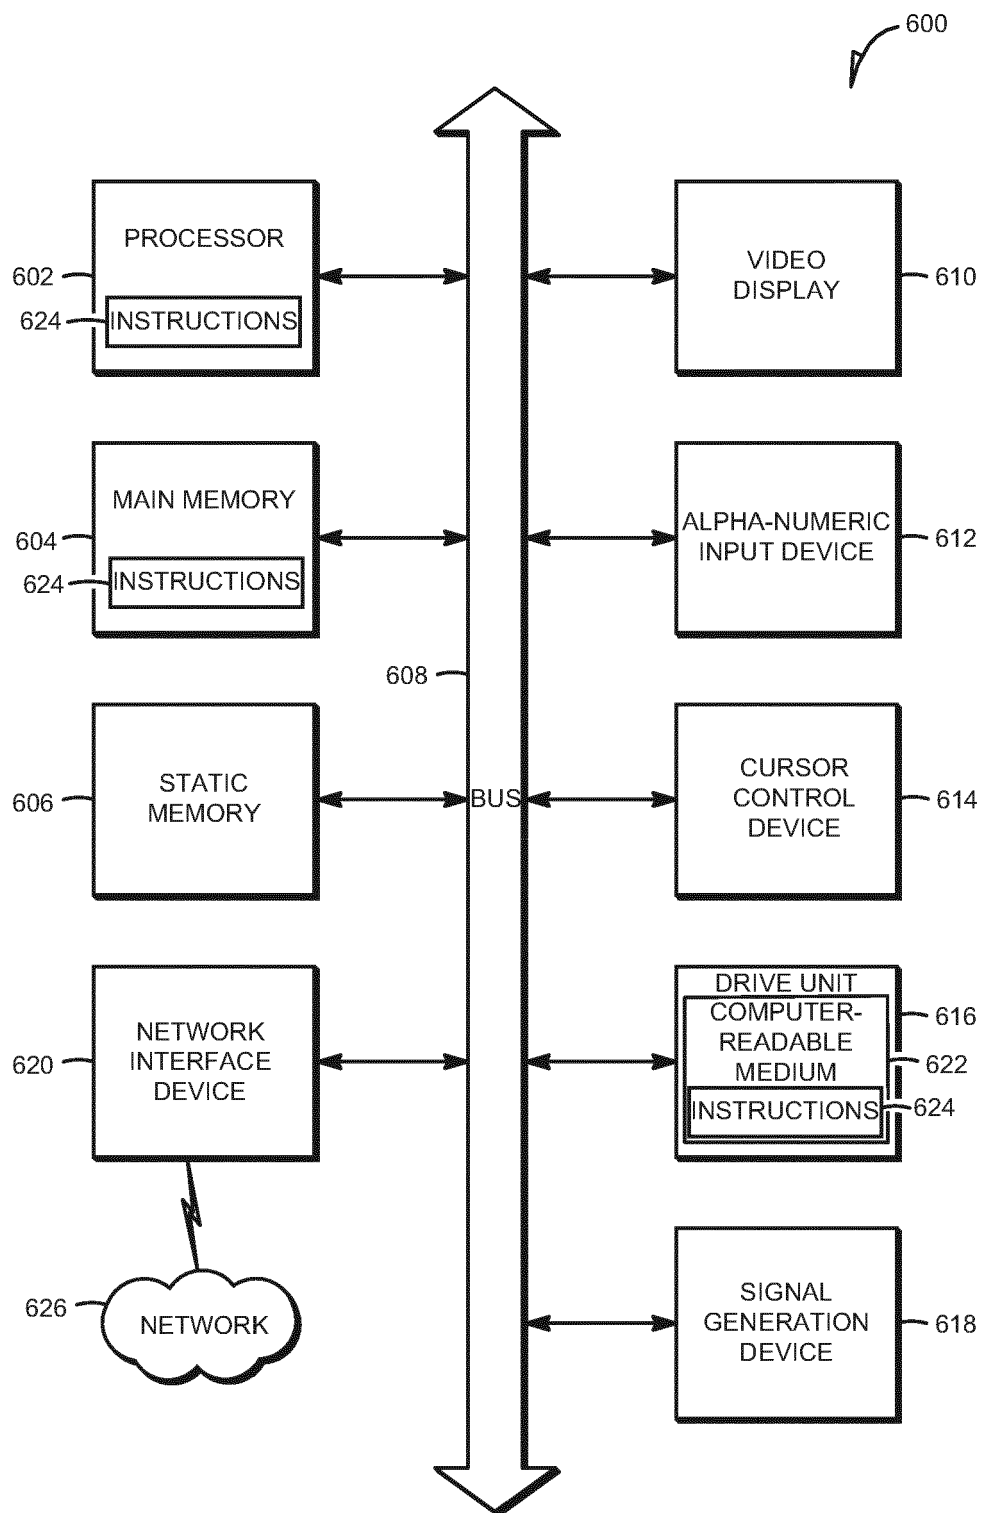 600
PROCESSOR
602
624
INSTRUCTIONS
MAIN MEMORY
604
624
INSTRUCTIONS
608
STATIC
MEMORY
606
BUS
NETWORK
INTERFACE
DEVICE
620
626
NETWORK
VIDEO
DISPLAY
610
ALPHA-NUMERIC
INPUT DEVICE
612
CURSOR
CONTROL
DEVICE
614
DRIVE UNIT
616
COMPUTER-
READABLE
MEDIUM
622
INSTRUCTIONS
624
SIGNAL
GENERATION
DEVICE
618